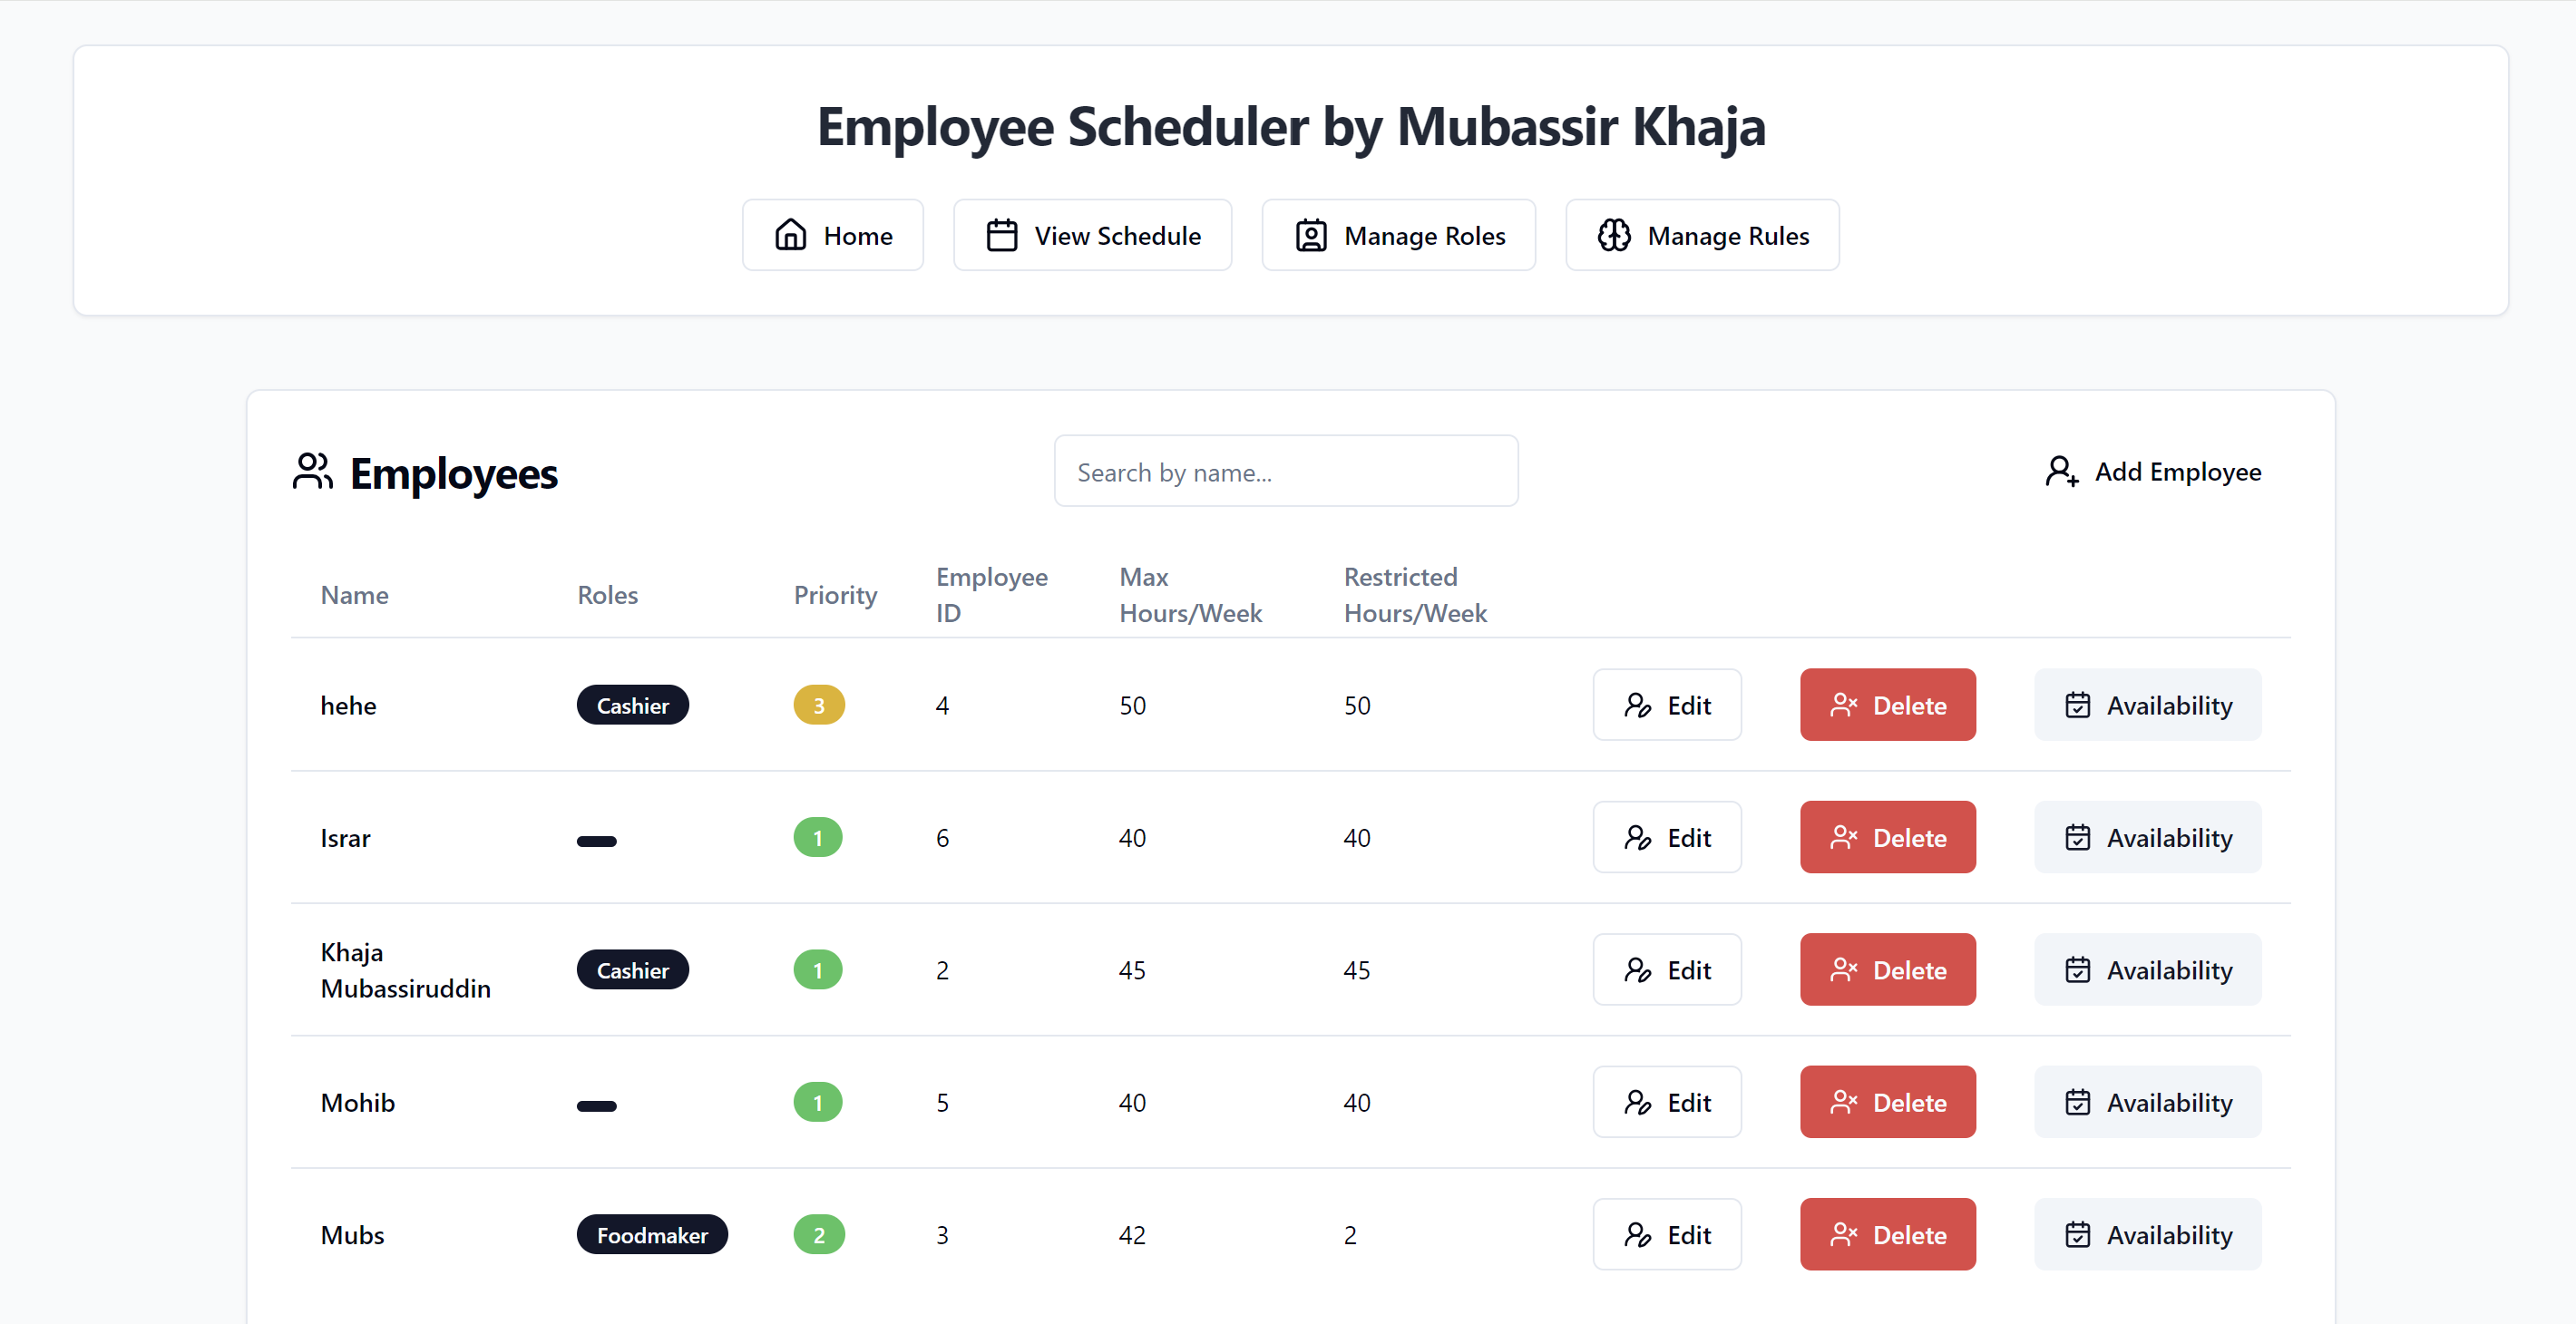 Employee Scheduler by Mubassir Khaja
Home View Schedule Manage Roles Manage Rules
Employees Search by name... Add Employee
Name Roles Priority Employee ID Max Hours/Week Restricted Hours/Week
hehe Cashier 3 4 50 50 Edit Delete Availability
Israr 1 6 40 40 Edit Delete Availability
Khaja Mubassiruddin Cashier 1 2 45 45 Edit Delete Availability
Mohib 1 5 40 40 Edit Delete Availability
Mubs Foodmaker 2 3 42 2 Edit Delete Availability